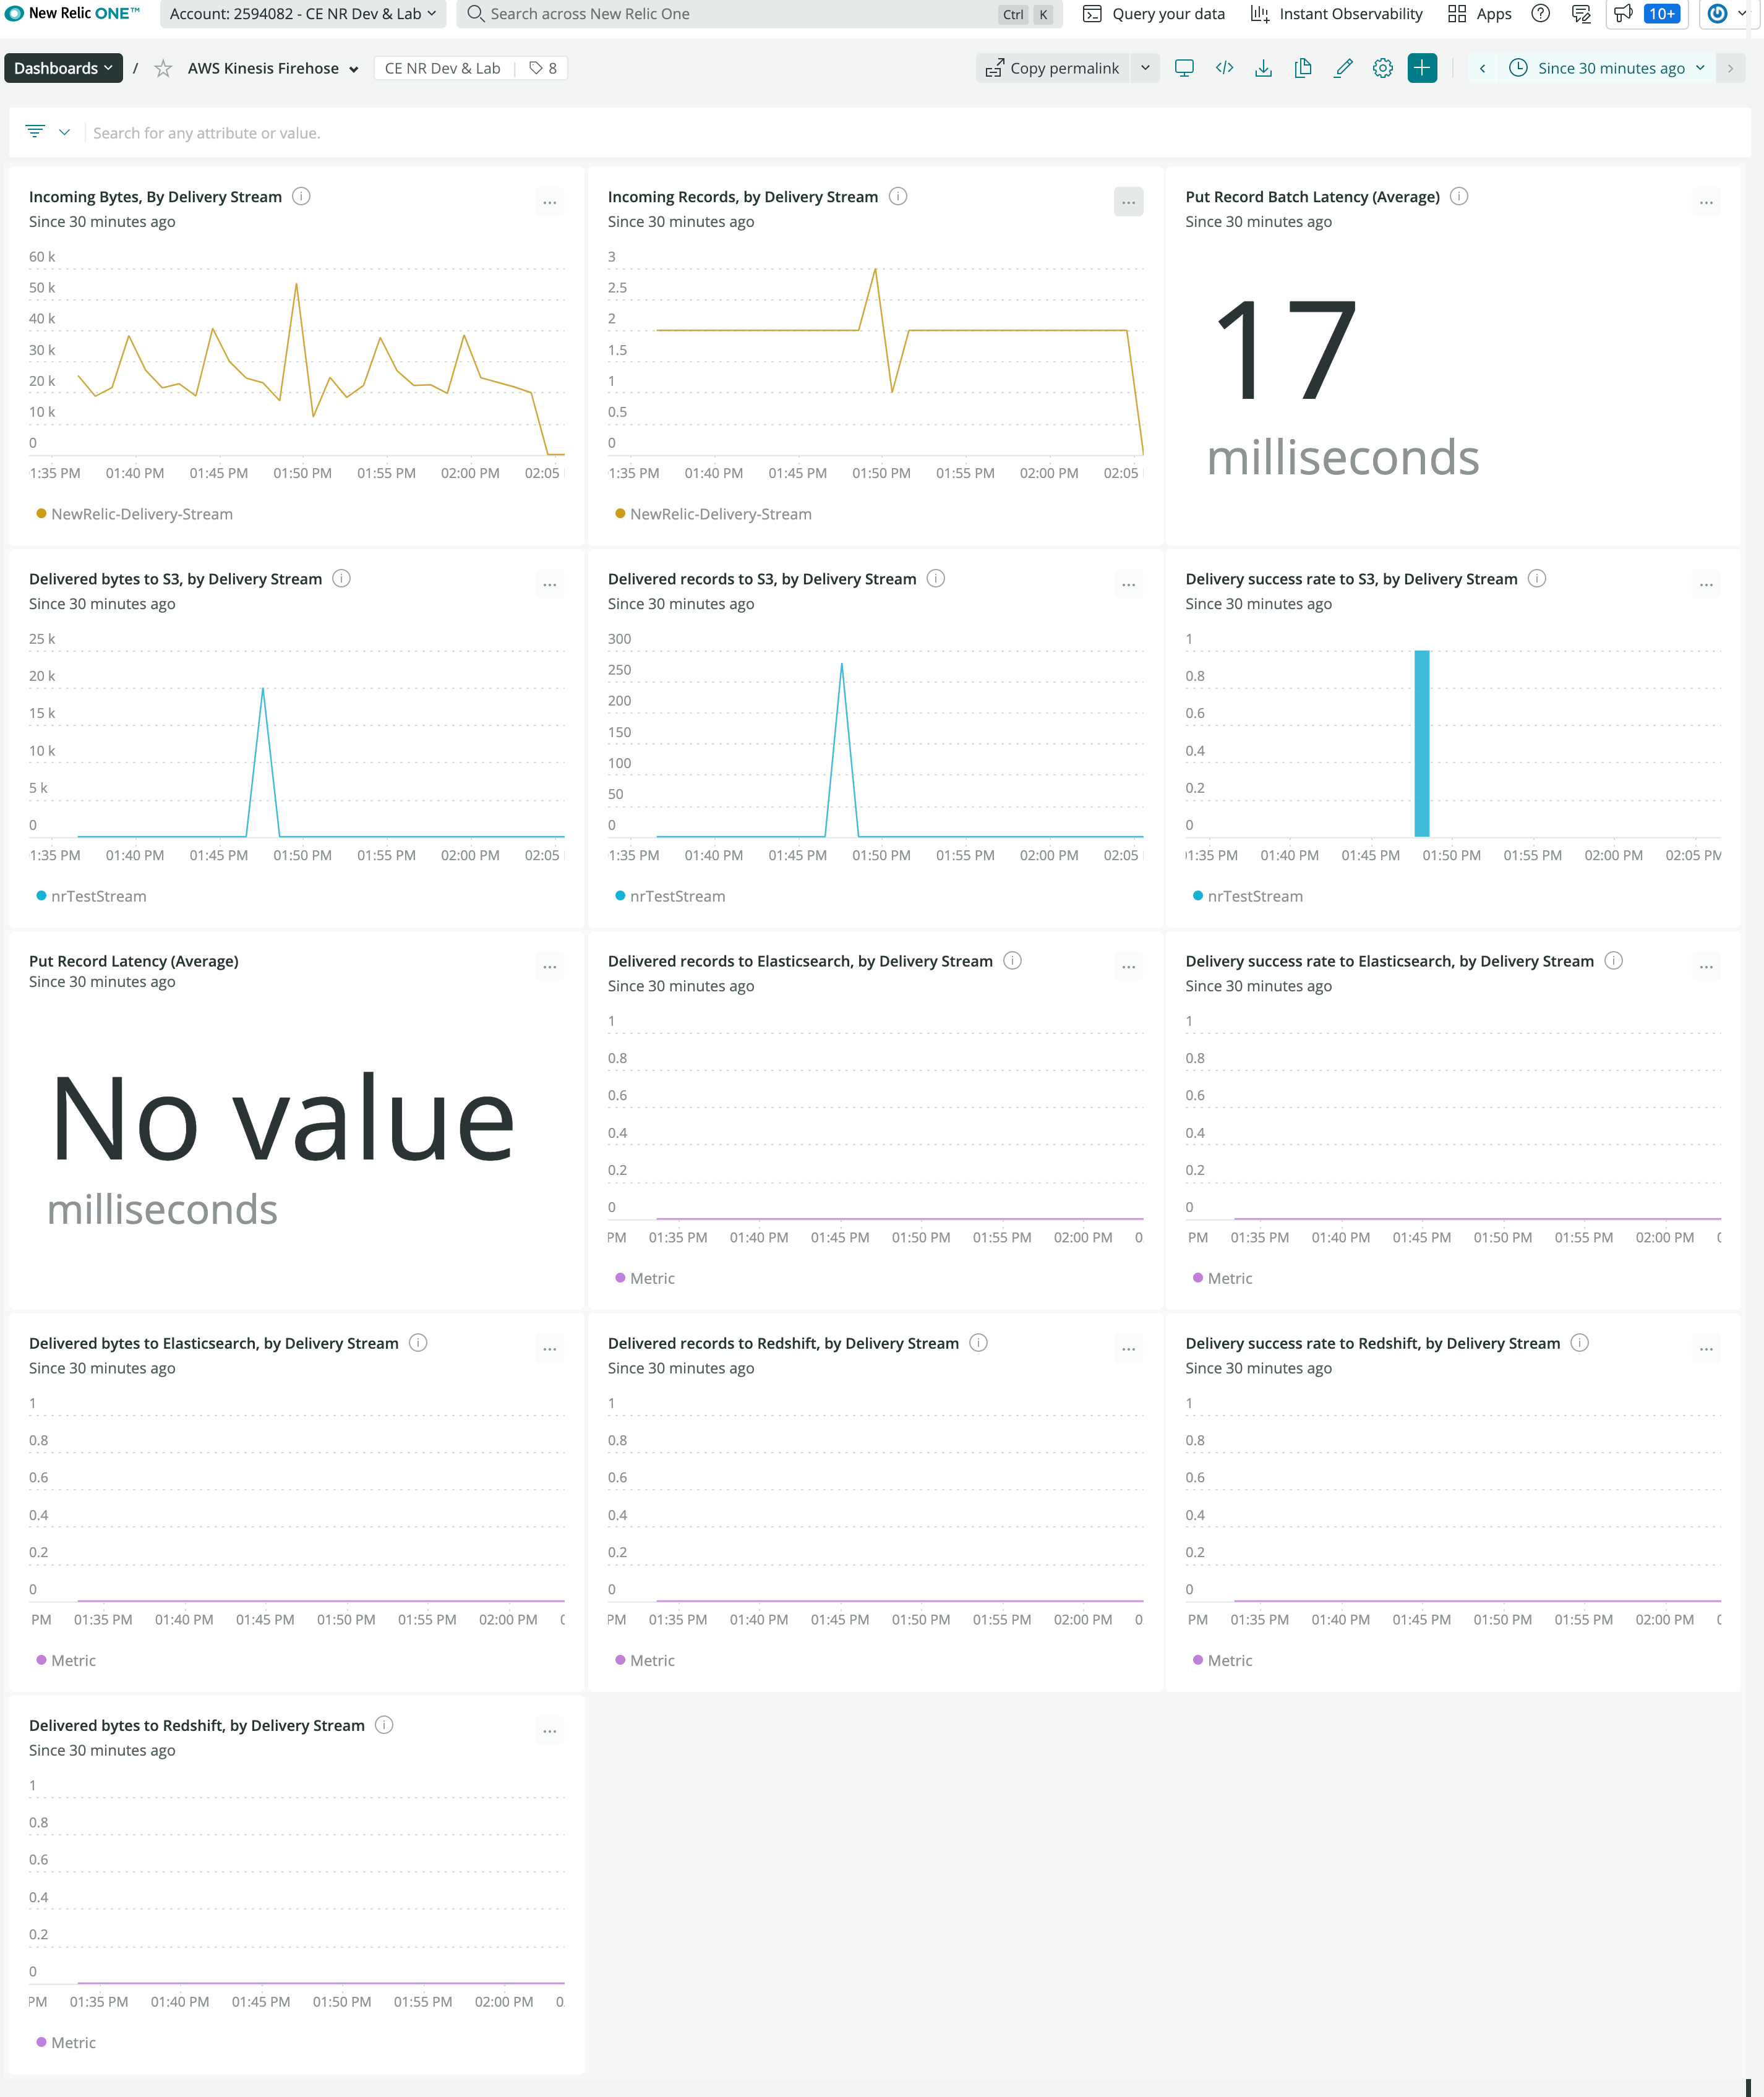 New Relic ONE™
Account: 2594082 - CE NR Dev & Lab
Search across New Relic One
Ctrl K
Query your data
Instant Observability
Apps
10+
Dashboards / AWS Kinesis Firehose
CE NR Dev & Lab
8
Copy permalink
Since 30 minutes ago
Search for any attribute or value.
Incoming Bytes, By Delivery Stream
Since 30 minutes ago
60 k
50 k
40 k
30 k
20 k
10 k
0
1:35 PM 01:40 PM 01:45 PM 01:50 PM 01:55 PM 02:00 PM 02:05
NewRelic-Delivery-Stream
Incoming Records, by Delivery Stream
Since 30 minutes ago
3
2.5
2
1.5
1
0.5
0
1:35 PM 01:40 PM 01:45 PM 01:50 PM 01:55 PM 02:00 PM 02:05
NewRelic-Delivery-Stream
Put Record Batch Latency (Average)
Since 30 minutes ago
17
milliseconds
Delivered bytes to S3, by Delivery Stream
Since 30 minutes ago
25 k
20 k
15 k
10 k
5 k
0
1:35 PM 01:40 PM 01:45 PM 01:50 PM 01:55 PM 02:00 PM 02:05
nrTestStream
Delivered records to S3, by Delivery Stream
Since 30 minutes ago
300
250
200
150
100
50
0
1:35 PM 01:40 PM 01:45 PM 01:50 PM 01:55 PM 02:00 PM 02:05
nrTestStream
Delivery success rate to S3, by Delivery Stream
Since 30 minutes ago
1
0.8
0.6
0.4
0.2
0
01:35 PM 01:40 PM 01:45 PM 01:50 PM 01:55 PM 02:00 PM 02:05 PM
nrTestStream
Put Record Latency (Average)
Since 30 minutes ago
No value
milliseconds
Delivered records to Elasticsearch, by Delivery Stream
Since 30 minutes ago
1
0.8
0.6
0.4
0.2
0
PM 01:35 PM 01:40 PM 01:45 PM 01:50 PM 01:55 PM 02:00 PM 0
Metric
Delivery success rate to Elasticsearch, by Delivery Stream
Since 30 minutes ago
1
0.8
0.6
0.4
0.2
0
PM 01:35 PM 01:40 PM 01:45 PM 01:50 PM 01:55 PM 02:00 PM
Metric
Delivered bytes to Elasticsearch, by Delivery Stream
Since 30 minutes ago
1
0.8
0.6
0.4
0.2
0
PM 01:35 PM 01:40 PM 01:45 PM 01:50 PM 01:55 PM 02:00 PM
Metric
Delivered records to Redshift, by Delivery Stream
Since 30 minutes ago
1
0.8
0.6
0.4
0.2
0
PM 01:35 PM 01:40 PM 01:45 PM 01:50 PM 01:55 PM 02:00 PM 0
Metric
Delivery success rate to Redshift, by Delivery Stream
Since 30 minutes ago
1
0.8
0.6
0.4
0.2
0
PM 01:35 PM 01:40 PM 01:45 PM 01:50 PM 01:55 PM 02:00 PM
Metric
Delivered bytes to Redshift, by Delivery Stream
Since 30 minutes ago
1
0.8
0.6
0.4
0.2
0
PM 01:35 PM 01:40 PM 01:45 PM 01:50 PM 01:55 PM 02:00 PM 0
Metric